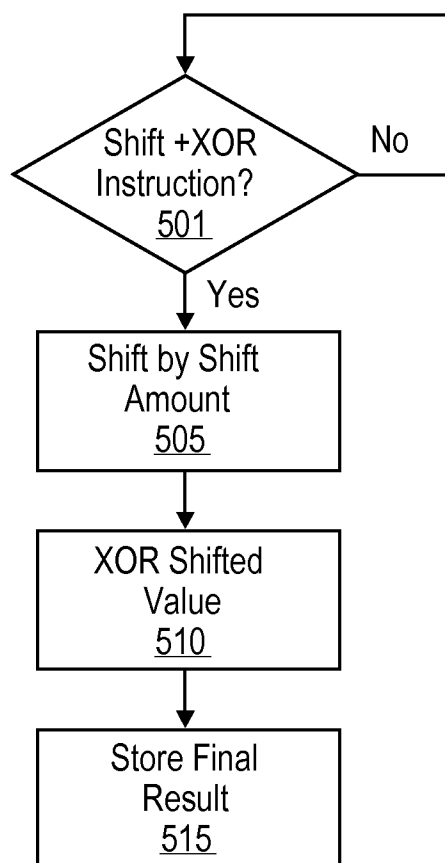 Shift +XOR
Instruction?
501
No
Yes
Shift by Shift
Amount
505
XOR Shifted
Value
510
Store Final
Result
515